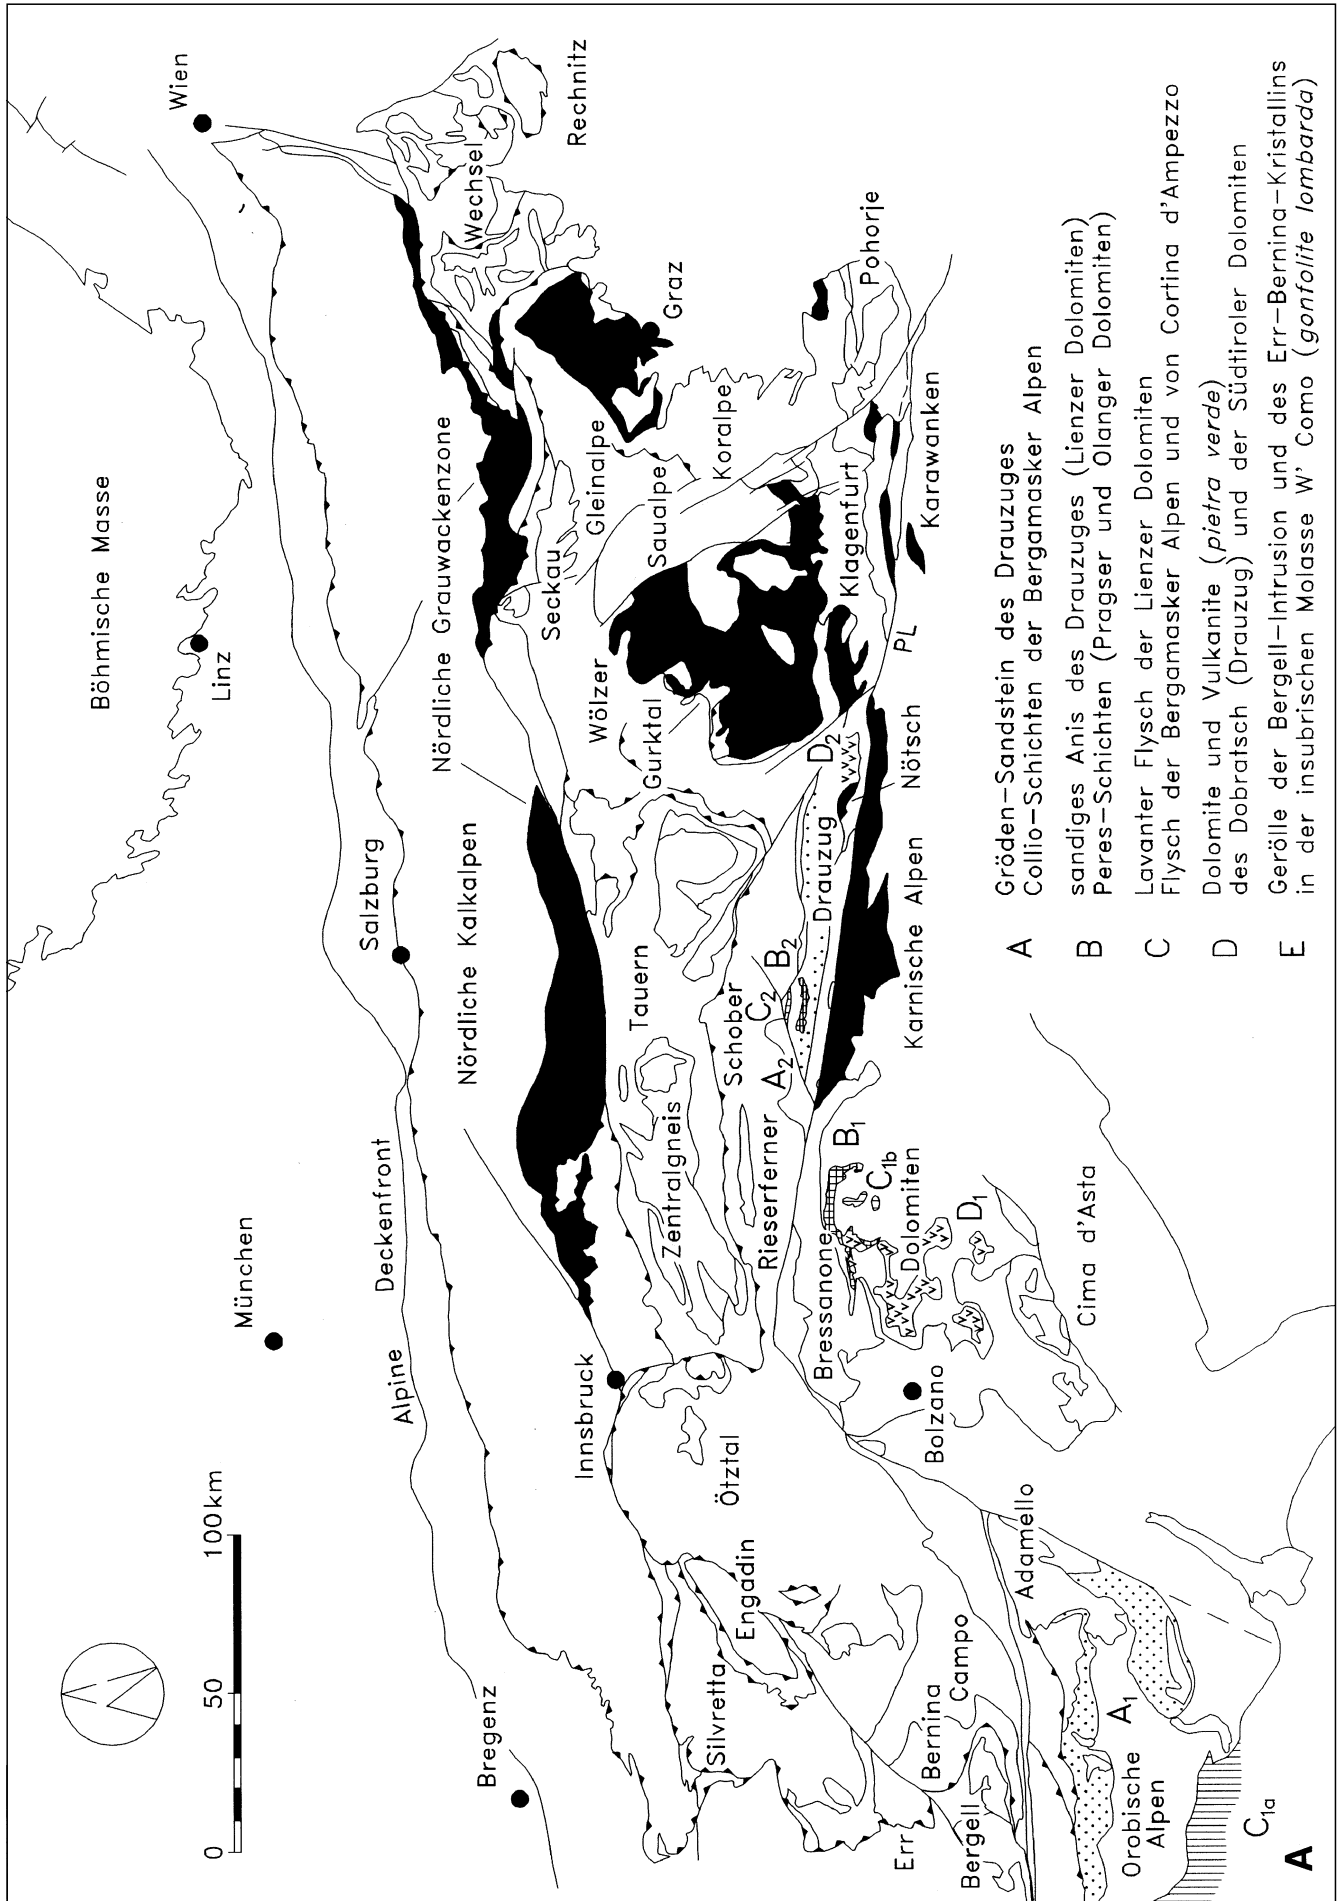 Wien
Böhmische Masse
Linz
München
0 50 100 km
Salzburg
Alpine Deckenfront
Bregenz
Rechnitz
Wechsel
Nördliche Grauwackenzone
Nördliche Kalkalpen
Innsbruck
Graz
Gleinalpe
Seckau
Koralpe
Saualpe
Pohorje
Wölzer
Gurktal
Klagenfurt
Karawanken
PL
Nötsch
Tauern
Zentralgneis
Schober
Rieserferner
Drauzug
D2
B2
C2
A2
Karnische Alpen
Ötztal
Engadin
Silvretta
Bressanone
B1
C1b
Dolomiten
D1
Bolzano
Cima d'Asta
Adamello
Campo
Bernina
Err
Bergell
A1
Orobische
Alpen
C1a
A Gröden-Sandstein des Drauzuges
Collio-Schichten der Bergamasker Alpen
B sandiges Anis des Drauzuges (Lienzer Dolomiten)
Peres-Schichten (Pragser und Olanger Dolomiten)
C Lavanter Flysch der Lienzer Dolomiten
Flysch der Bergamasker Alpen und von Cortina d'Ampezzo
D Dolomite und Vulkanite (pietra verde)
des Dobratsch (Drauzug) und der Südtiroler Dolomiten
E Gerölle der Bergell-Intrusion und des Err-Bernina-Kristallins
in der insubrischen Molasse W' Como (gonfolite lombarda)
A